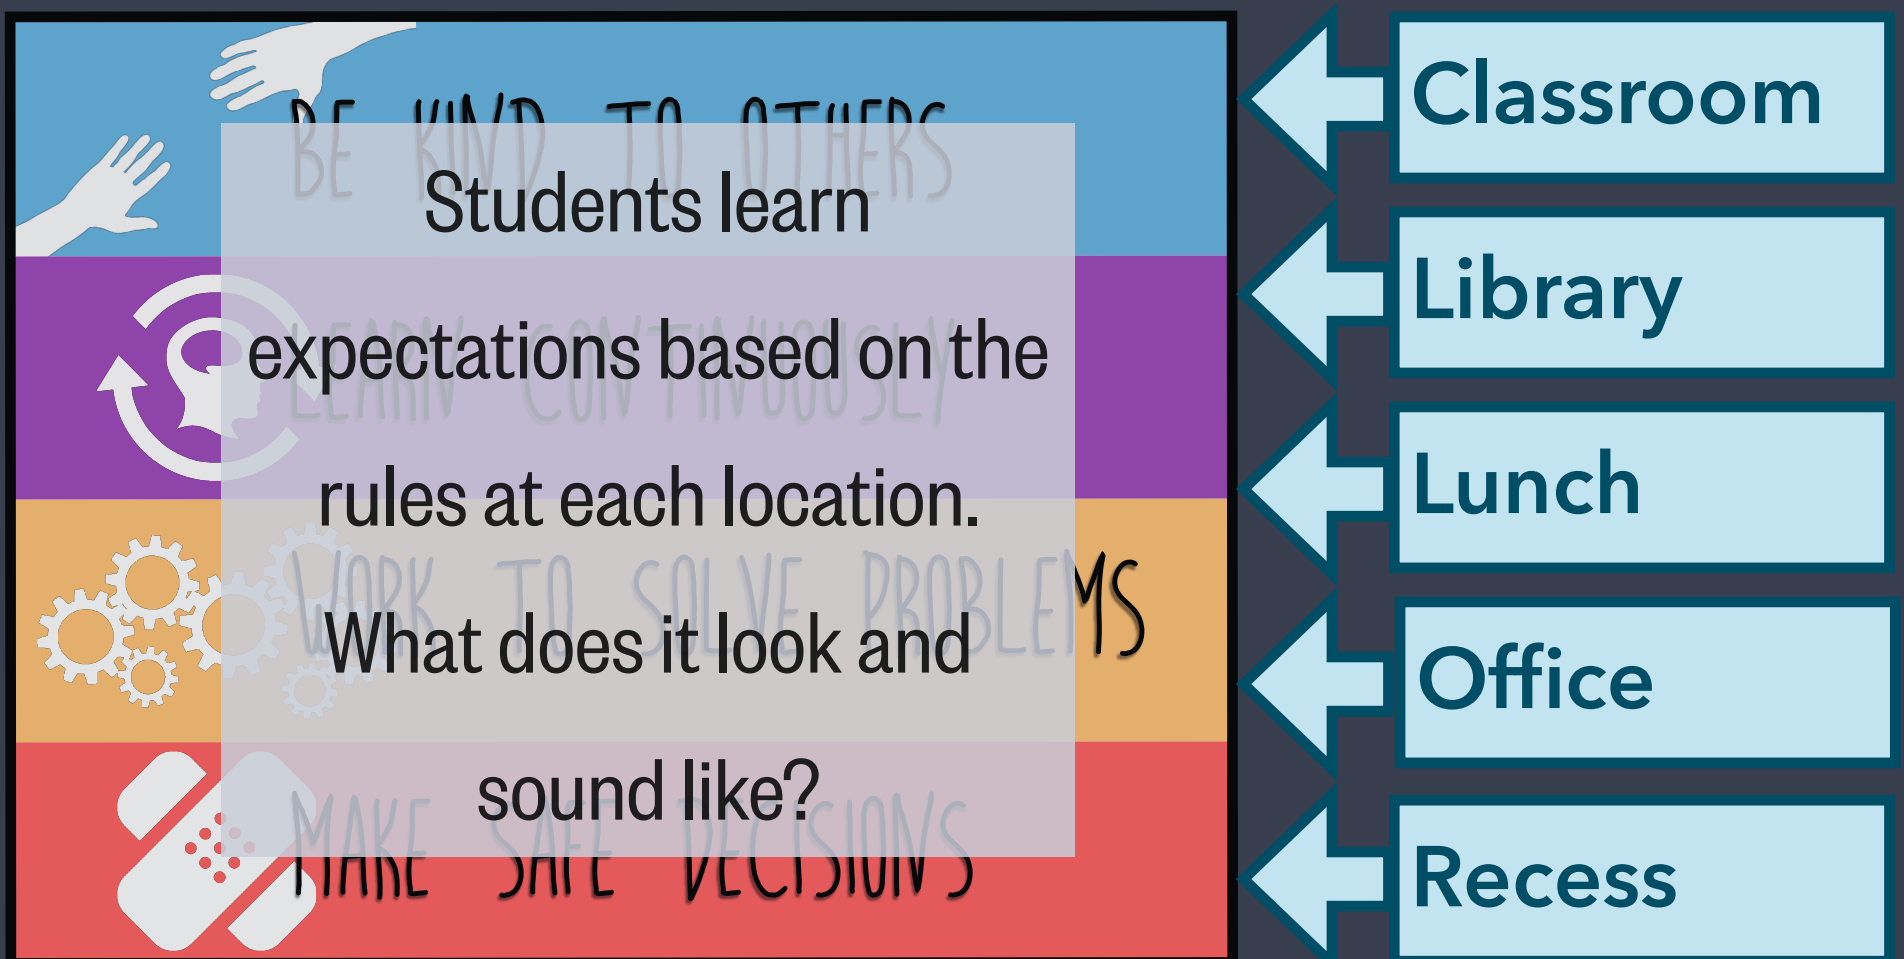 BE KIND TO OTHERS
Students learn
expectations based on the
LEARN CONTINUOUSLY
rules at each location.
WORK TO SOLVE PROBLEMS
What does it look and
sound like?
MAKE SAFE DECISIONS
Classroom
Library
Lunch
Office
Recess